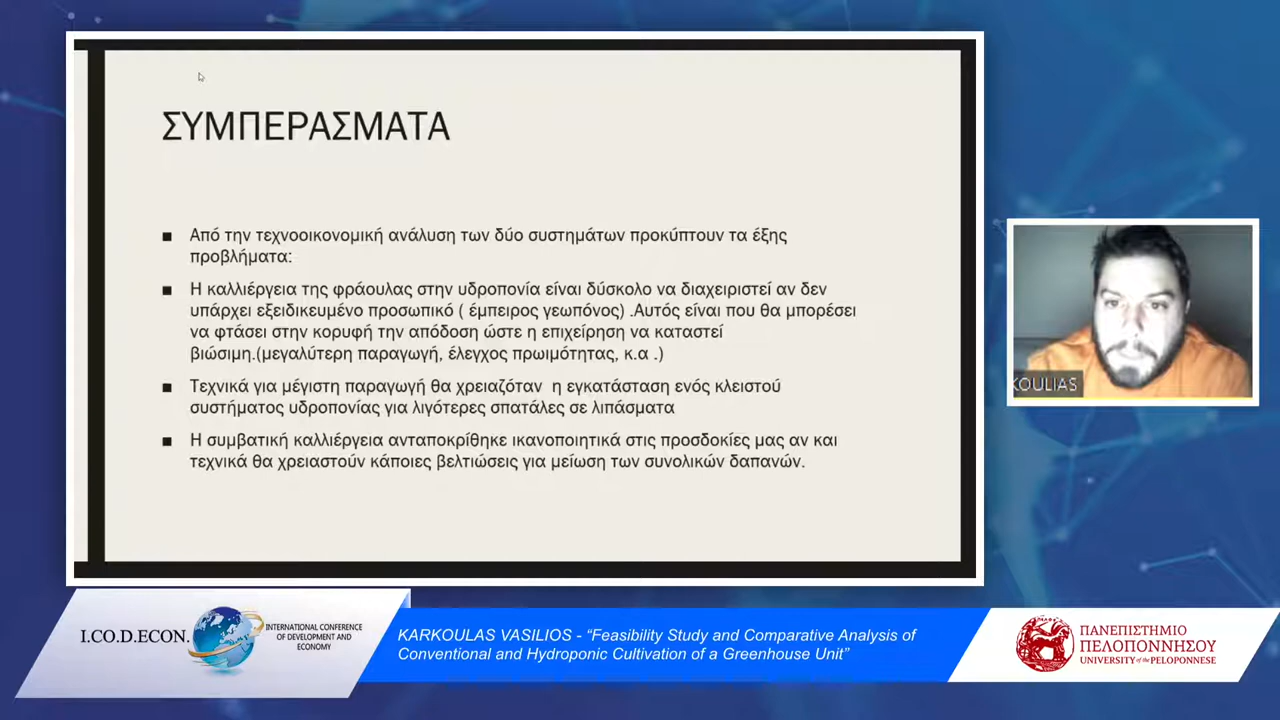 ΣΥΜΠΕΡΑΣΜΑΤΑ
■ Από την τεχνοοικονομική ανάλυση των δύο συστημάτων προκύπτουν τα έξης
προβλήματα:
■ Η καλλιέργεια της φράουλας στην υδροπονία είναι δύσκολο να διαχειριστεί αν δεν
υπάρχει εξειδικευμένο προσωπικό ( έμπειρος γεωπόνος) .Αυτός είναι που θα μπορέσει
να φτάσει στην κορυφή την απόδοση ώστε η επιχείρηση να καταστεί
βιώσιμη.(μεγαλύτερη παραγωγή, έλεγχος πρωιμότητας, κ.α .)
■ Τεχνικά για μέγιστη παραγωγή θα χρειαζόταν η εγκατάσταση ενός κλειστού
συστήματος υδροπονίας για λιγότερες σπατάλες σε λιπάσματα
■ Η συμβατική καλλιέργεια ανταποκρίθηκε ικανοποιητικά στις προσδοκίες μας αν και
τεχνικά θα χρειαστούν κάποιες βελτιώσεις για μείωση των συνολικών δαπανών.
KOULIAS
I.CO.D.ECON.
INTERNATIONAL CONFERENCE
OF DEVELOPMENT AND
ECONOMY
KARKOULAS VASILIOS - “Feasibility Study and Comparative Analysis of
Conventional and Hydroponic Cultivation of a Greenhouse Unit”
ΠΑΝΕΠΙΣΤΗΜΙΟ
ΠΕΛΟΠΟΝΝΗΣΟΥ
UNIVERSITY of the PELOPONNESE